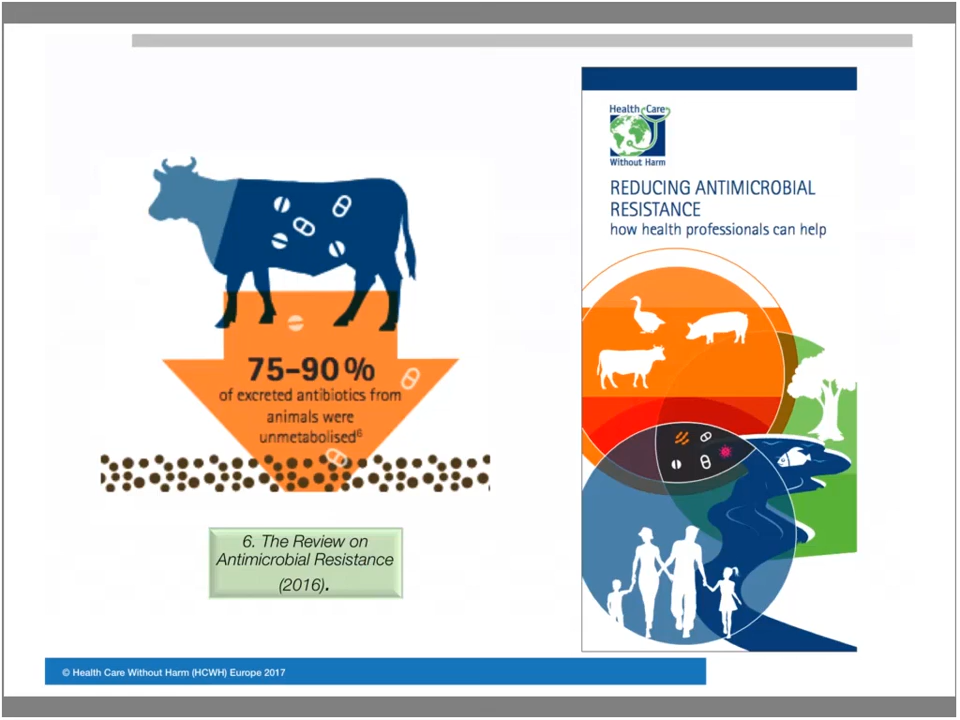 75–90 %
of excreted antibiotics from
animals were
unmetabolised⁶
6. The Review on
Antimicrobial Resistance
(2016).
Health Care
Without Harm
REDUCING ANTIMICROBIAL
RESISTANCE
how health professionals can help
© Health Care Without Harm (HCWH) Europe 2017